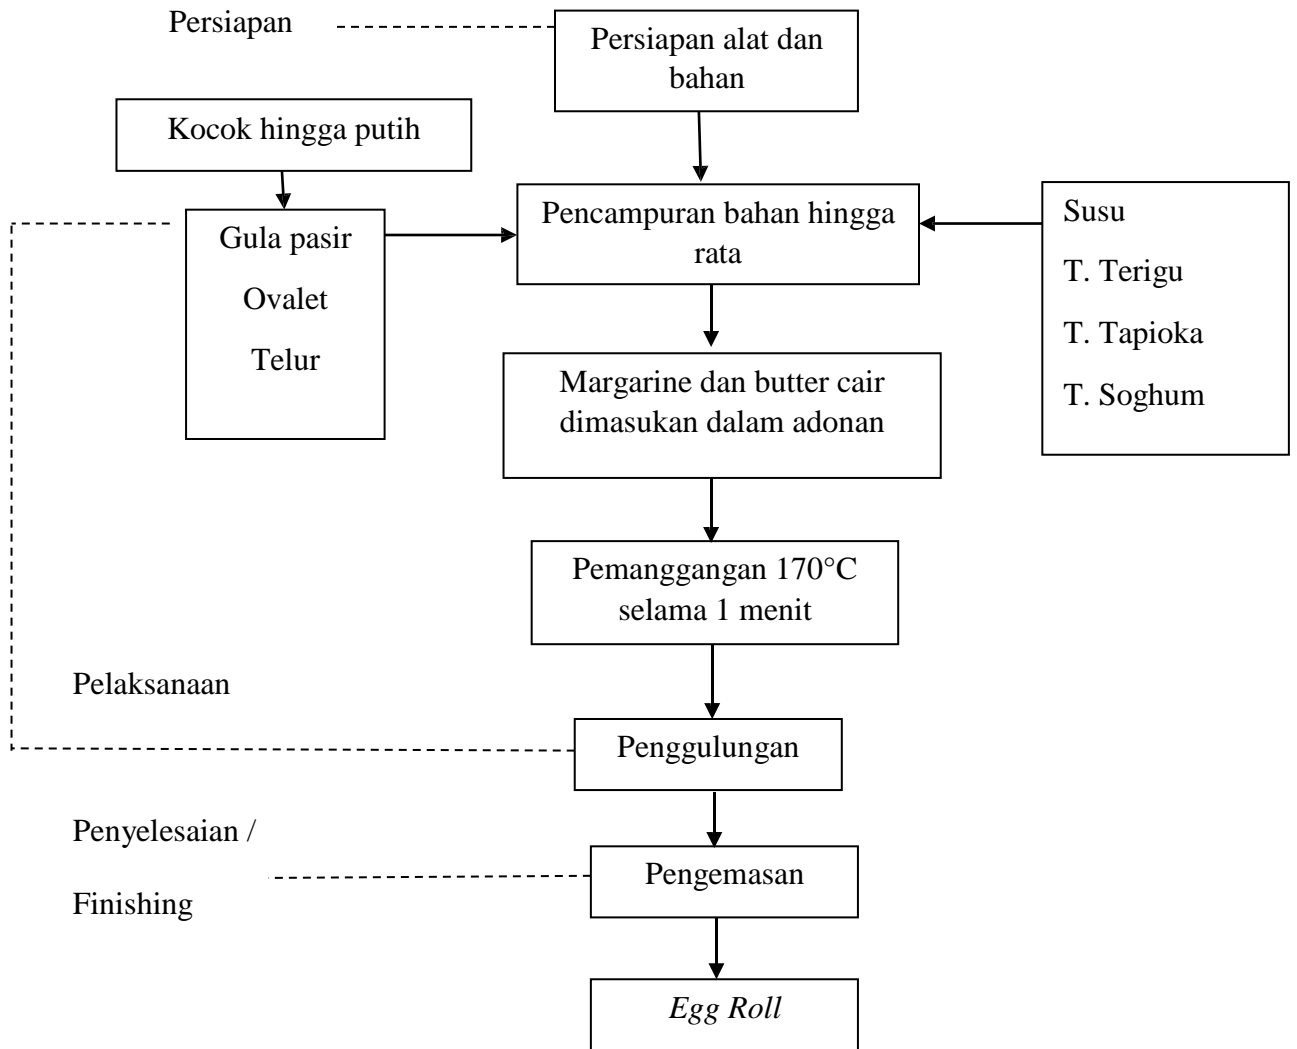 Persiapan
Persiapan alat dan
bahan
Kocok hingga putih
Gula pasir
Ovalet
Telur
Pencampuran bahan hingga
rata
Susu
T. Terigu
T. Tapioka
T. Soghum
Margarine dan butter cair
dimasukan dalam adonan
Pemanggangan 170°C
selama 1 menit
Pelaksanaan
Penggulungan
Penyelesaian /
Finishing
Pengemasan
Egg Roll